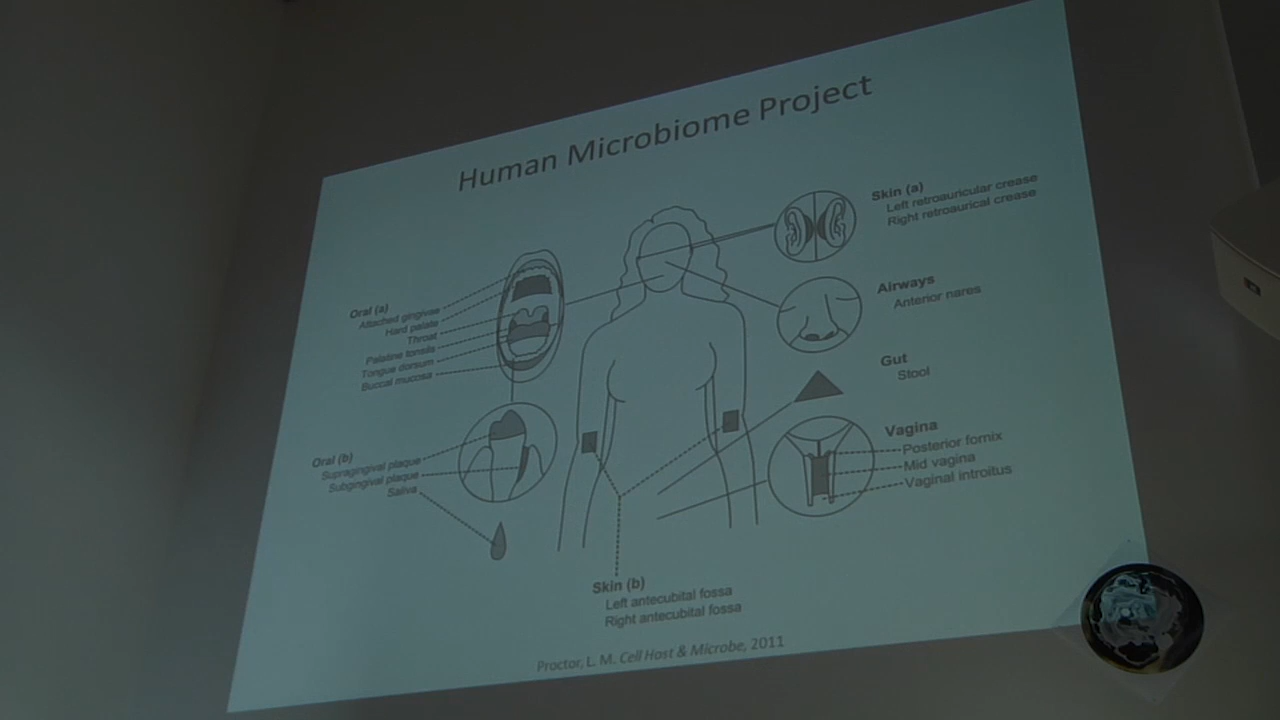 Human Microbiome Project
Skin (a)
Left retroauricular crease
Right retroaurical crease
Oral (a)
Attached gingivae
Hard palate
Throat
Palatine tonsils
Tongue dorsum
Buccal mucosa
Airways
Anterior nares
Gut
Stool
Vagina
Posterior fornix
Mid vagina
Vaginal introitus
Oral (b)
Supragingival plaque
Subgingival plaque
Saliva
Skin (b)
Left antecubital fossa
Right antecubital fossa
Proctor, L. M. Cell Host & Microbe, 2011